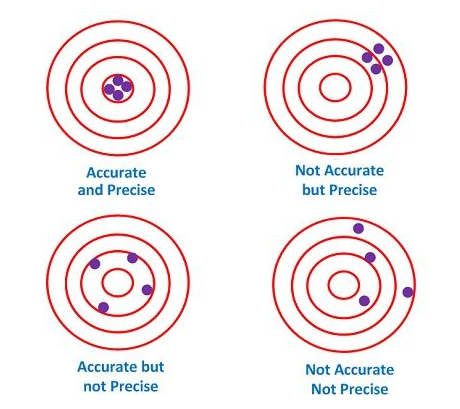 Accurate
and Precise
Not Accurate
but Precise
Accurate but
not Precise
Not Accurate
Not Precise